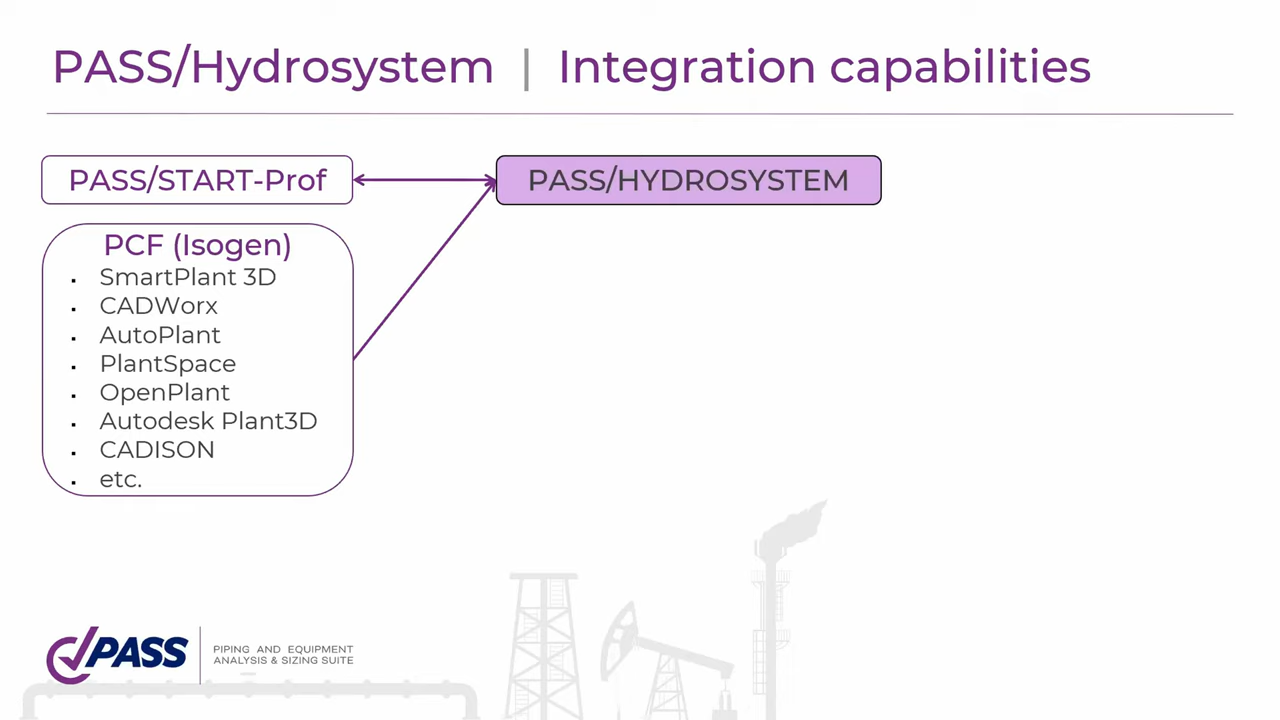 PASS/Hydrosystem | Integration capabilities
PASS/START-Prof
PASS/HYDROSYSTEM
PCF (Isogen)
▪ SmartPlant 3D
▪ CADWorx
▪ AutoPlant
▪ PlantSpace
▪ OpenPlant
▪ Autodesk Plant3D
▪ CADISON
▪ etc.
PASS
PIPING AND EQUIPMENT
ANALYSIS & SIZING SUITE